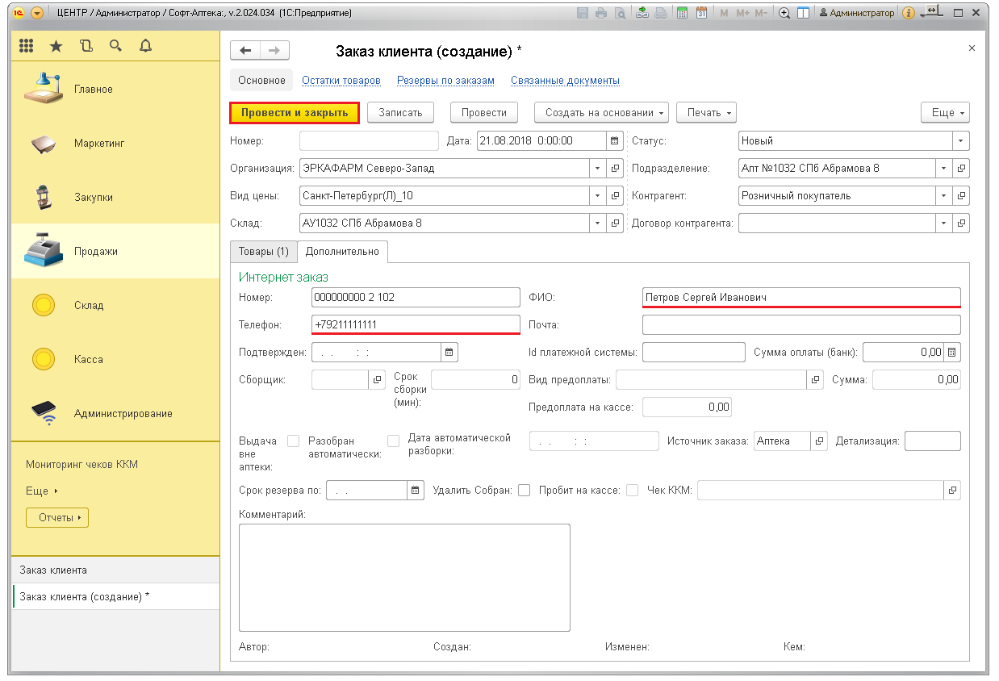 ЦЕНТР / Администратор / Софт-Аптека:, v.2.024.034 (1С:Предприятие)
M M+ M- Администратор
Главное
Маркетинг
Закупки
Продажи
Склад
Касса
Администрирование
Мониторинг чеков ККМ
Еще
Отчеты
Заказ клиента
Заказ клиента (создание) *
Заказ клиента (создание) *
Основное Остатки товаров Резервы по заказам Связанные документы
Провести и закрыть Записать Провести Создать на основании Печать Еще
Номер: Дата: 21.08.2018 0:00:00 Статус: Новый
Организация: ЭРКАФАРМ Северо-Запад Подразделение: Апт №1032 СПб Абрамова 8
Вид цены: Санкт-Петербург(Л)_10 Контрагент: Розничный покупатель
Склад: АУ1032 СПб Абрамова 8 Договор контрагента:
Товары (1) Дополнительно
Интернет заказ
Номер: 000000000 2 102 ФИО: Петров Сергей Иванович
Телефон: +79211111111 Почта:
Подтвержден: . . : : Id платежной системы: Сумма оплаты (банк): 0,00
Сборщик: Срок сборки (мин): 0 Вид предоплаты: Сумма: 0,00
Предоплата на кассе: 0,00
Выдача вне аптеки: Разобран автоматически: Дата автоматической разборки: . . : : Источник заказа: Аптека Детализация:
Срок резерва по: . . Удалить Собран: Пробит на кассе: Чек ККМ:
Комментарий:
Автор: Создан: Изменен: Кем: